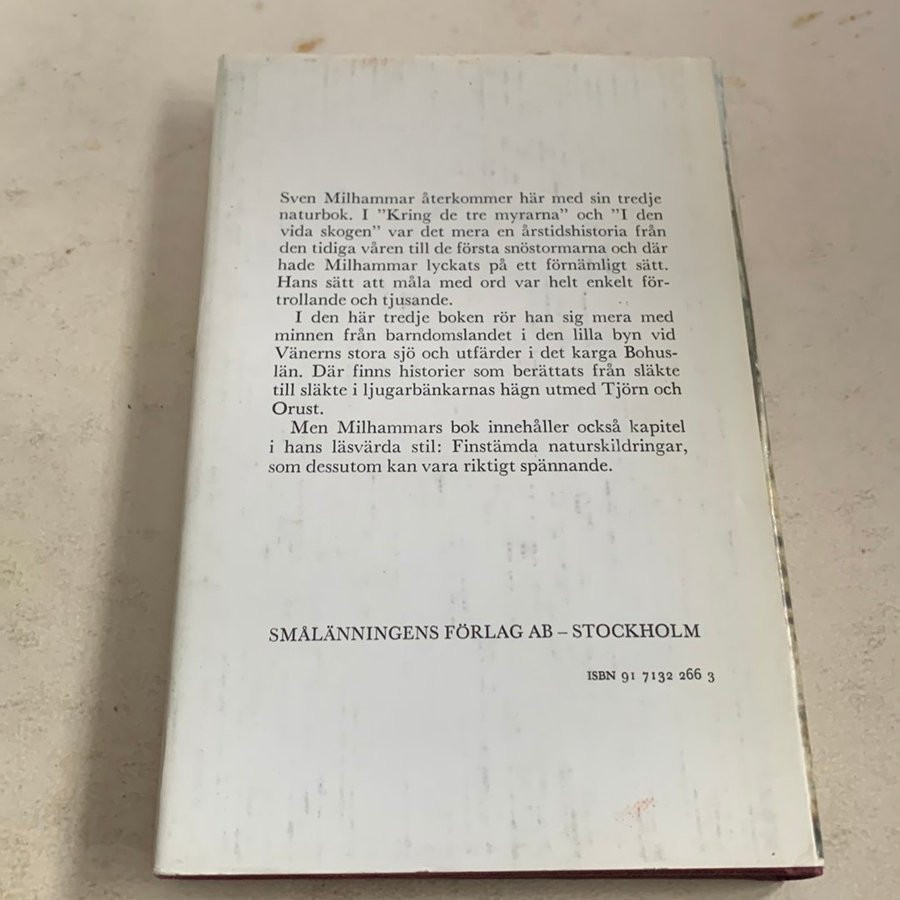 Sven Milhammar återkommer här med sin tredje
naturbok. I ”Kring de tre myrarna” och ”I den
vida skogen” var det mera en årstidshistoria från
den tidiga våren till de första snöstormarna och där
hade Milhammar lyckats på ett förnämligt sätt.
Hans sätt att måla med ord var helt enkelt för-
trollande och tjusande.
I den här tredje boken rör han sig mera med
minnen från barndomslandet i den lilla byn vid
Vänerns stora sjö och utfärder i det karga Bohus-
län. Där finns historier som berättats från släkte
till släkte i ljugarbänkarnas hägn utmed Tjörn och
Orust.
Men Milhammars bok innehåller också kapitel
i hans läsvärda stil: Finstämda naturskildringar,
som dessutom kan vara riktigt spännande.
SMÅLÄNNINGENS FÖRLAG AB – STOCKHOLM
ISBN 91 7132 266 3